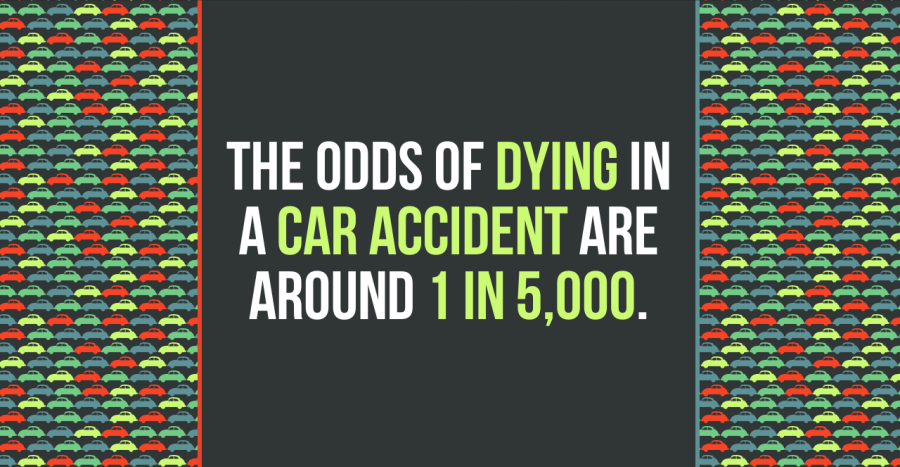 THE ODDS OF DYING IN
A CAR ACCIDENT ARE
AROUND 1 IN 5,000.